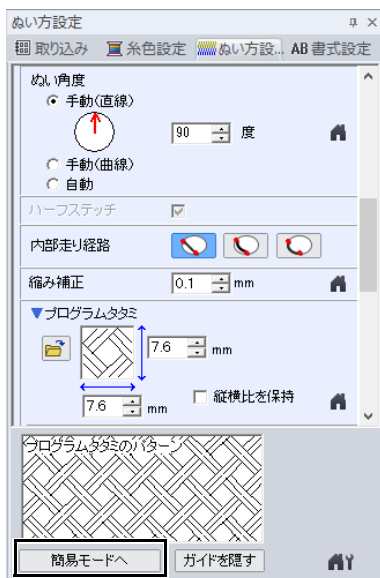 ぬい方設定
取り込み 糸色設定 ぬい方設... AB 書式設定
ぬい角度
手動(直線)
90 度
手動(曲線)
自動
ハーフステッチ
内部走り経路
縮み補正 0.1 mm
▼プログラムタタミ
7.6 mm
7.6 mm 縦横比を保持
プログラムタタミのパターン
簡易モードへ ガイドを隠す